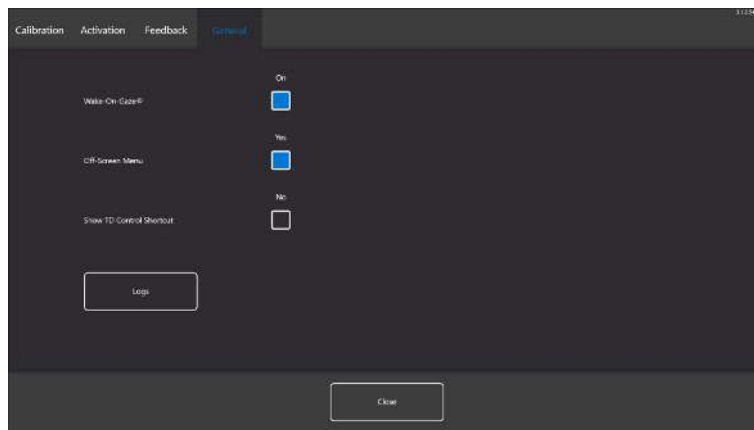 Calibration Activation Feedback General
On
Wake-On-Gaze®
Yes
Off-Screen Menu
No
Show TD Control Shortcut
Logs
Close